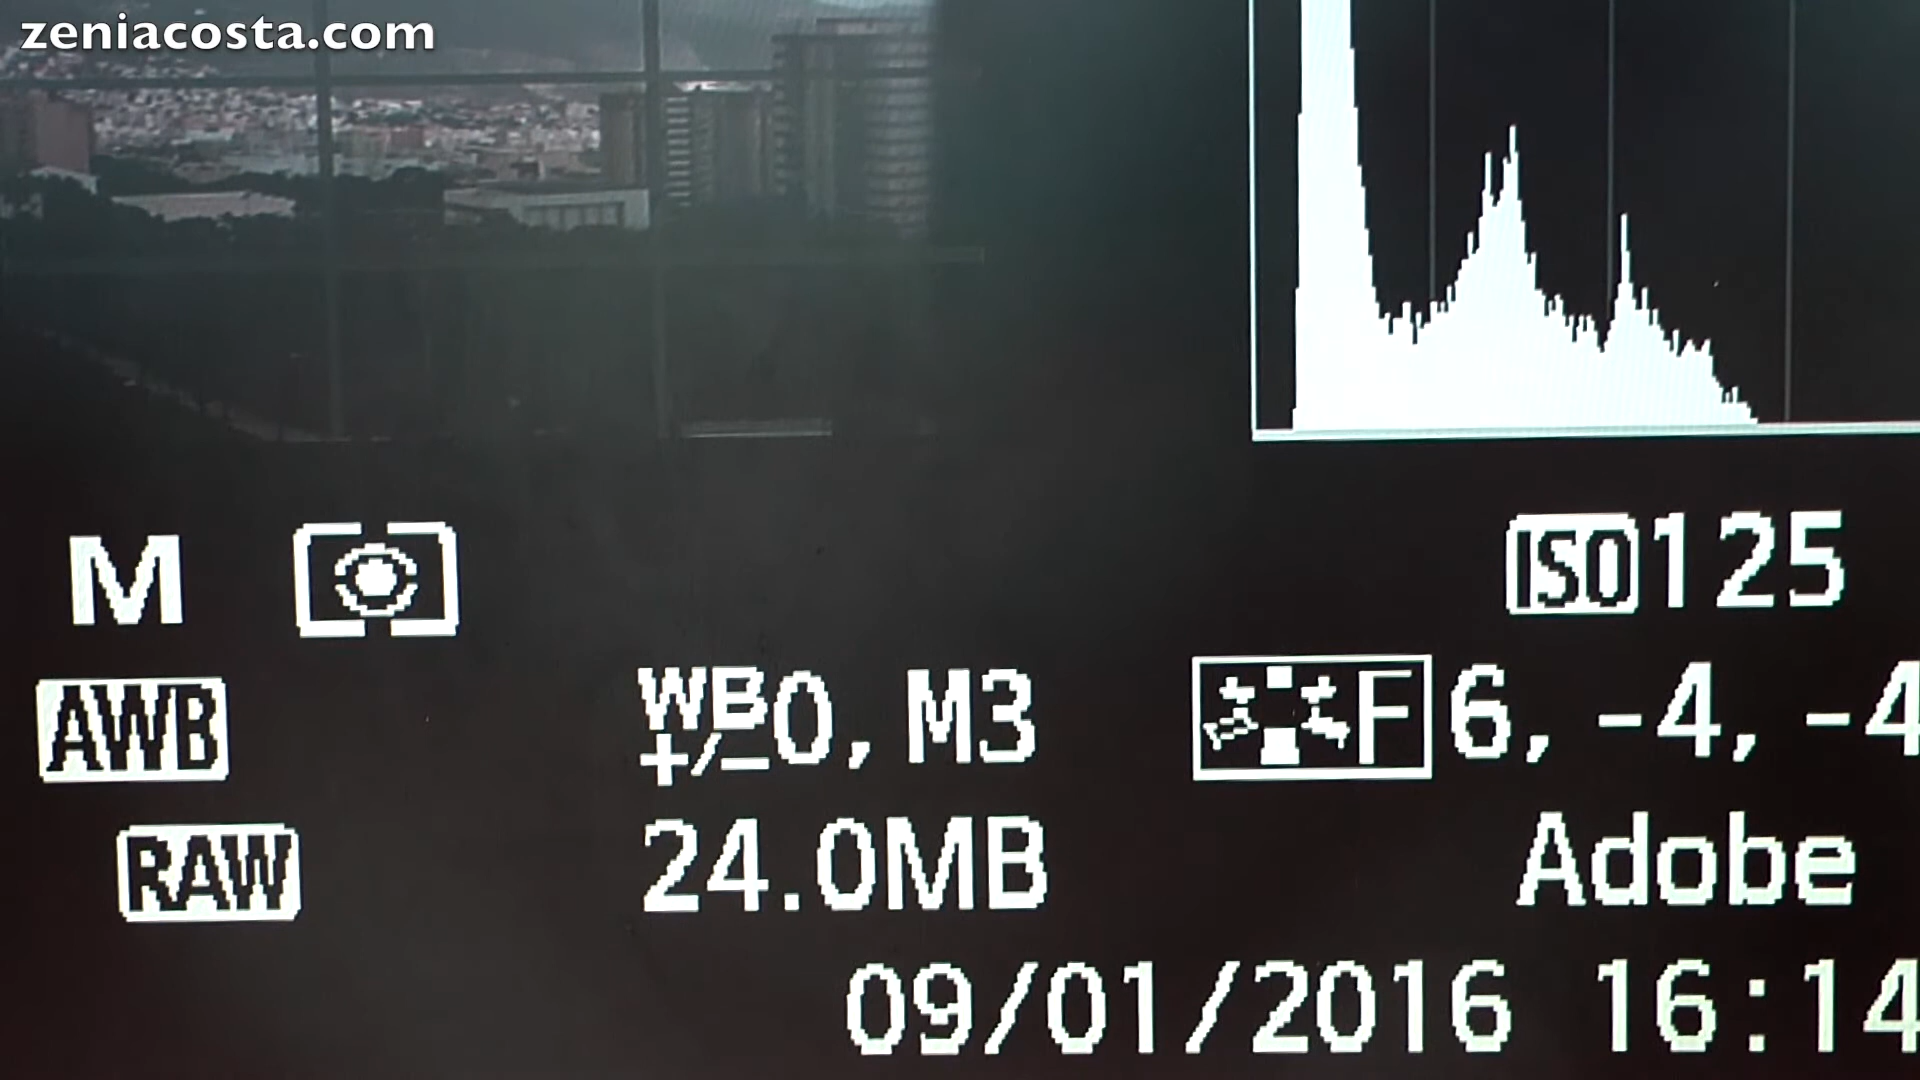 zeniacosta.com
M ISO125
AWB WB+/-0, M3 F 6, -4, -4
RAW 24.0MB Adobe
09/01/2016 16:14